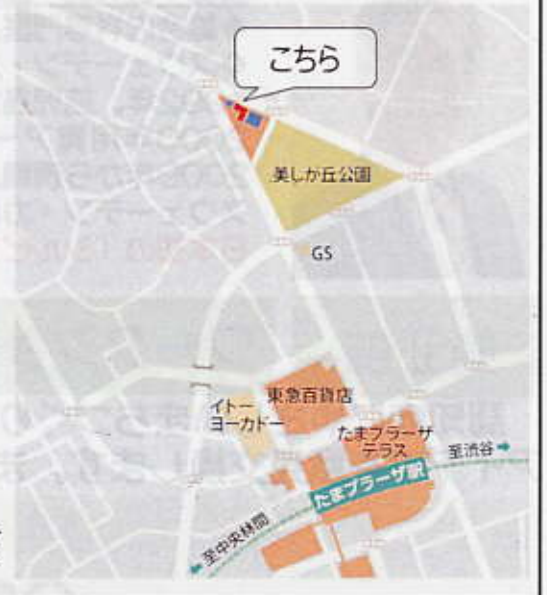 こちら
美しが丘公園
GS
東急百貨店
イトー
ヨーカドー
たまプラーザ
テラス
至渋谷
たまプラーザ駅
至中央林間